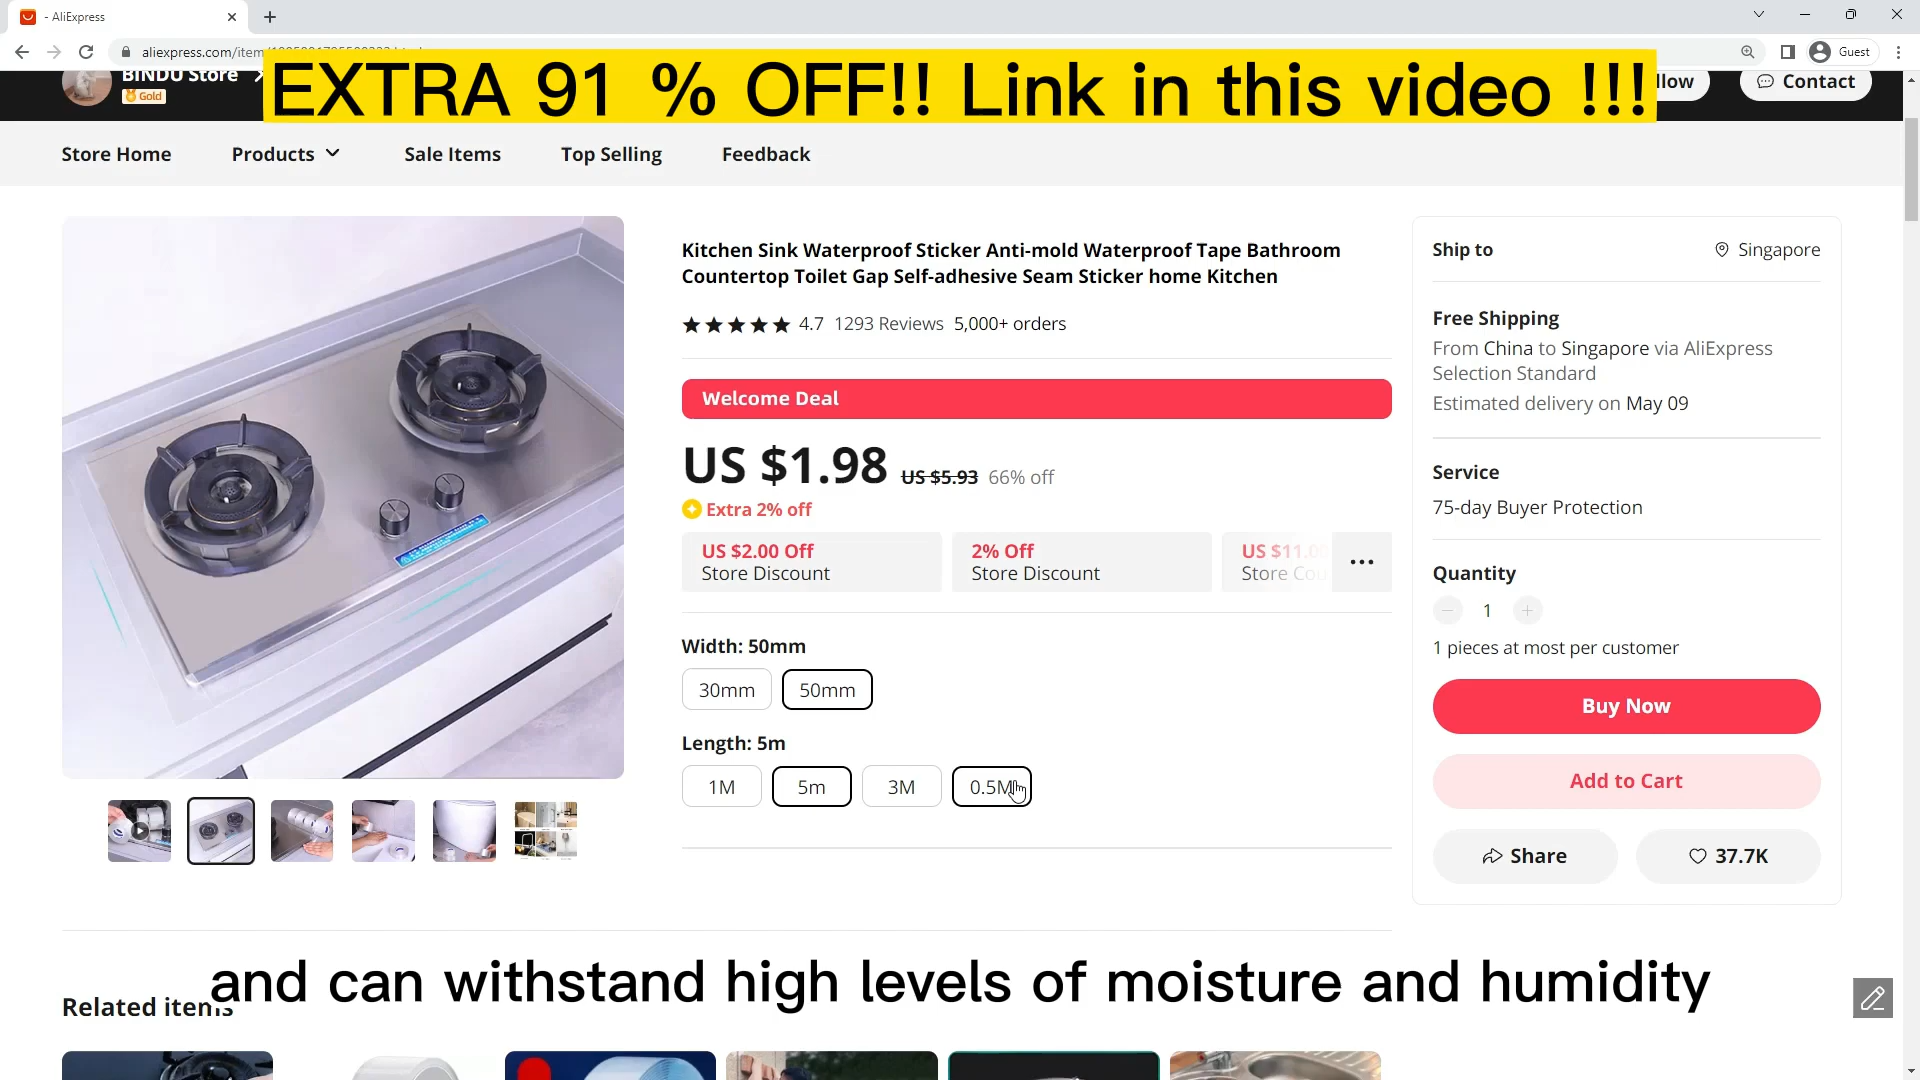 - AliExpress
aliexpress.com/item
Guest
BINDU Store
Gold
EXTRA 91 % OFF!! Link in this video !!!
llow
Contact
Store Home
Products
Sale Items
Top Selling
Feedback
Kitchen Sink Waterproof Sticker Anti-mold Waterproof Tape Bathroom
Countertop Toilet Gap Self-adhesive Seam Sticker home Kitchen
4.7 1293 Reviews 5,000+ orders
Welcome Deal
US $1.98 US $5.93 66% off
Extra 2% off
US $2.00 Off
Store Discount
2% Off
Store Discount
US $11.00
Store Cou
Width: 50mm
30mm
50mm
Length: 5m
1M
5m
3M
0.5M
Ship to
Singapore
Free Shipping
From China to Singapore via AliExpress
Selection Standard
Estimated delivery on May 09
Service
75-day Buyer Protection
Quantity
1
1 pieces at most per customer
Buy Now
Add to Cart
Share
37.7K
and can withstand high levels of moisture and humidity
Related items